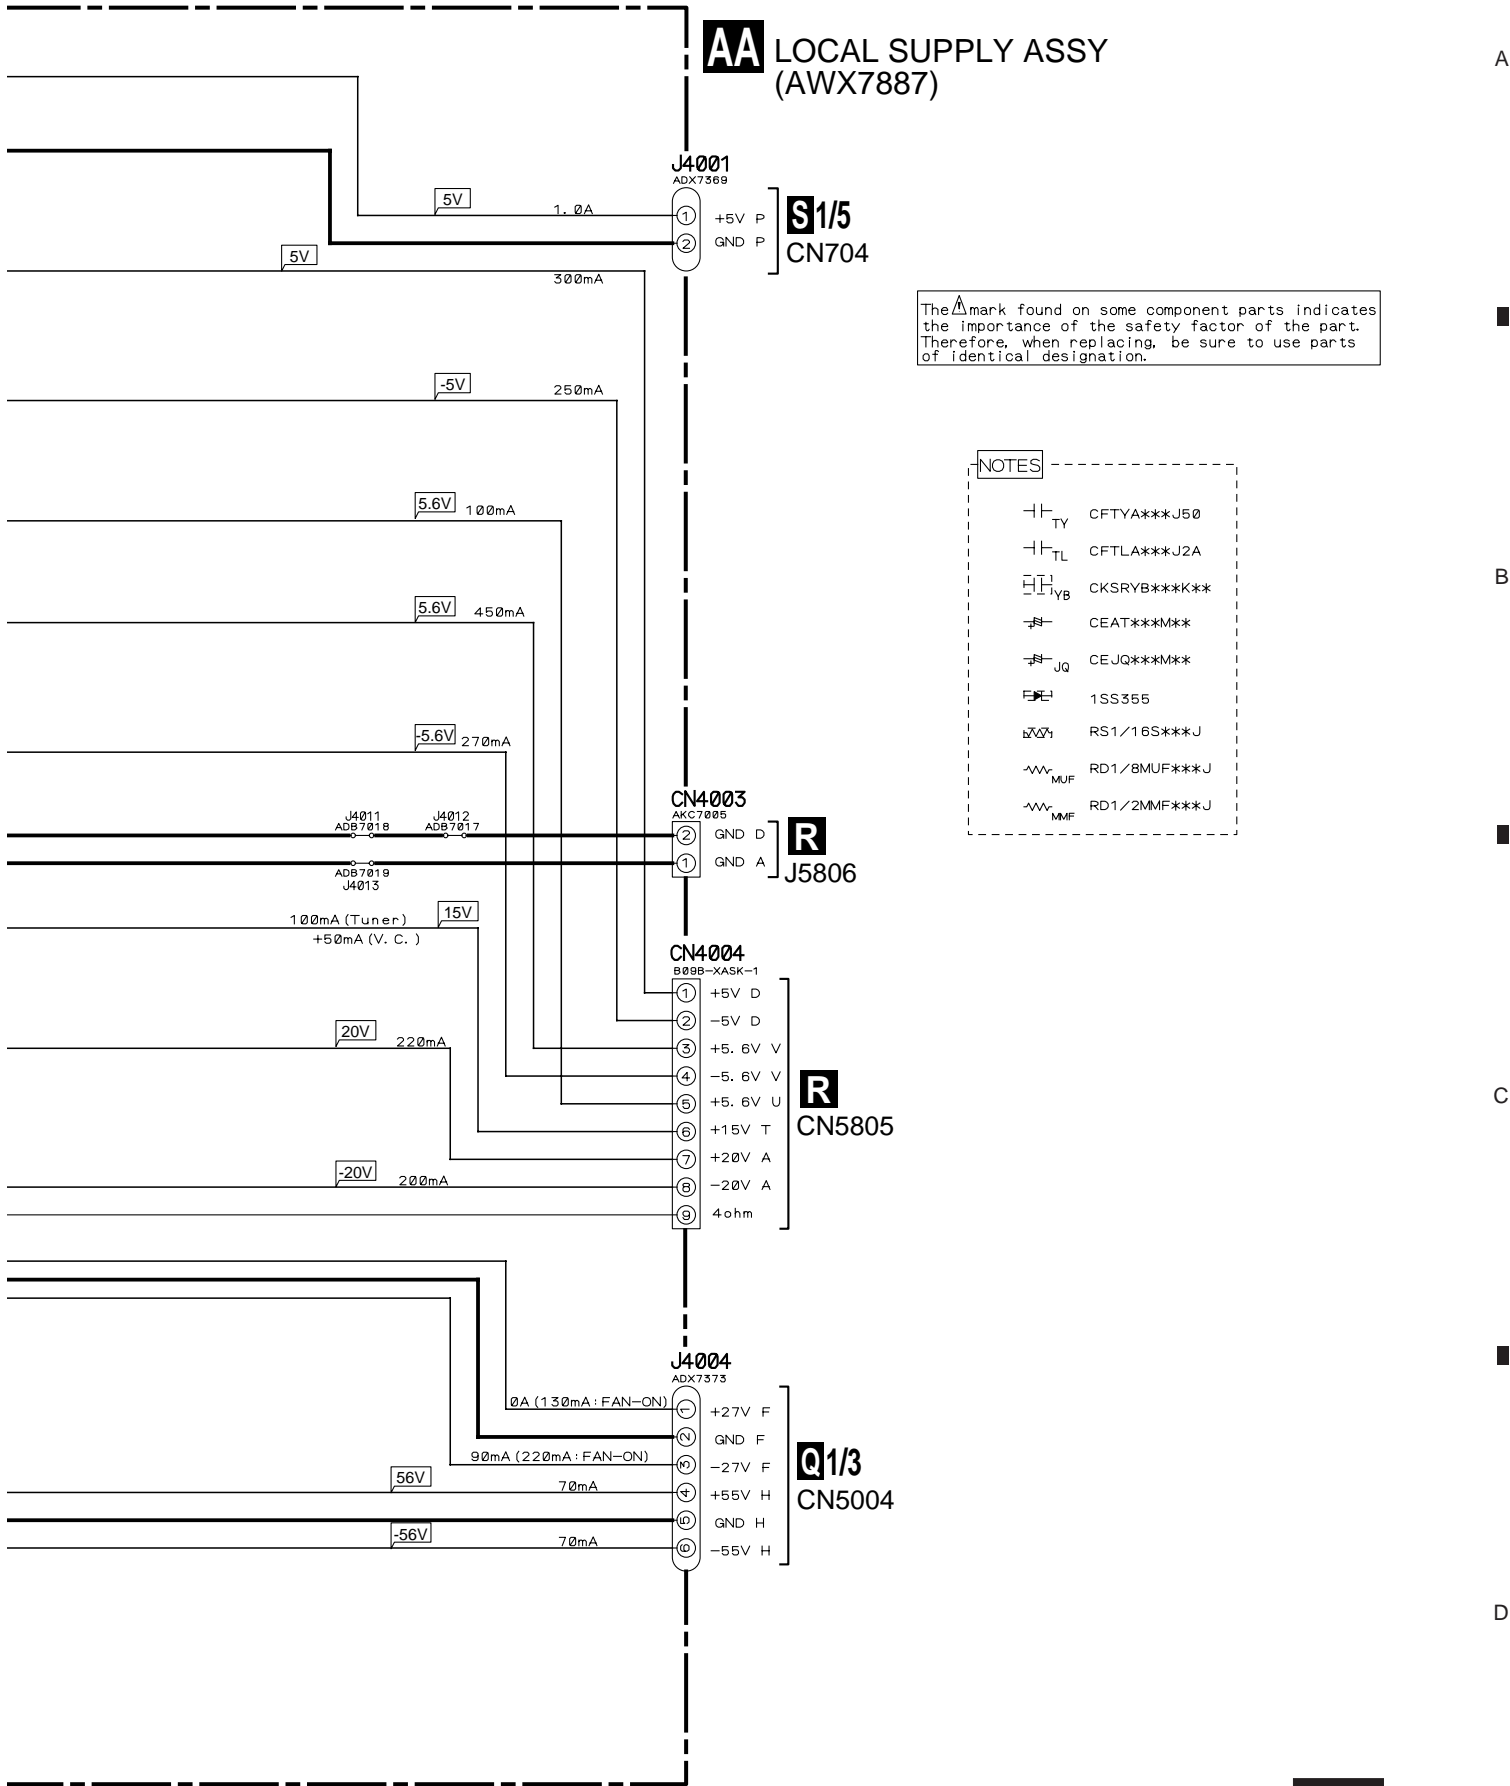 AA LOCAL SUPPLY ASSY
(AWX7887)
A
J4001
ADX7369
5V
1. 0A
1 +5V P
2 GND P
S 1/5
CN704
5V
300mA
The ⚠ mark found on some component parts indicates
the importance of the safety factor of the part.
Therefore, when replacing, be sure to use parts
of identical designation.
-5V
250mA
NOTES
TY CFTYA***J50
TL CFTLA***J2A
YB CKSRYB***K**
CEAT***M**
JQ CEJQ***M**
1SS355
RS1/16S***J
MUF RD1/8MUF***J
MMF RD1/2MMF***J
B
5.6V
100mA
5.6V
450mA
-5.6V
270mA
CN4003
AKC7005
J4011
ADB7018
J4012
ADB7017
2 GND D
1 GND A
R
J5806
ADB7019
J4013
100mA (Tuner)
+50mA (V. C. )
15V
CN4004
B09B-XASK-1
1 +5V D
2 -5V D
3 +5. 6V V
4 -5. 6V V
5 +5. 6V U
6 +15V T
7 +20V A
8 -20V A
9 4ohm
R
CN5805
20V
220mA
-20V
200mA
C
J4004
ADX7373
0A (130mA : FAN-ON)
90mA (220mA : FAN-ON)
56V
70mA
-56V
70mA
1 +27V F
2 GND F
3 -27V F
4 +55V H
5 GND H
6 -55V H
Q 1/3
CN5004
D